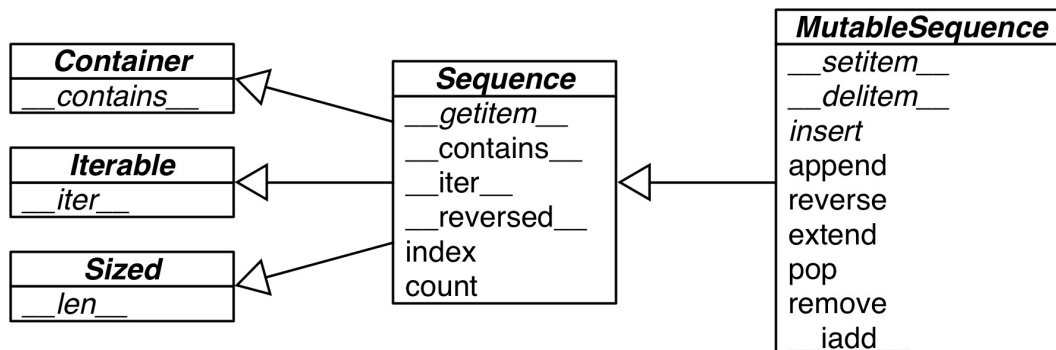 Container
__contains__
Iterable
__iter__
Sized
__len__
Sequence
__getitem__
__contains__
__iter__
__reversed__
index
count
MutableSequence
__setitem__
__delitem__
insert
append
reverse
extend
pop
remove
__iadd__